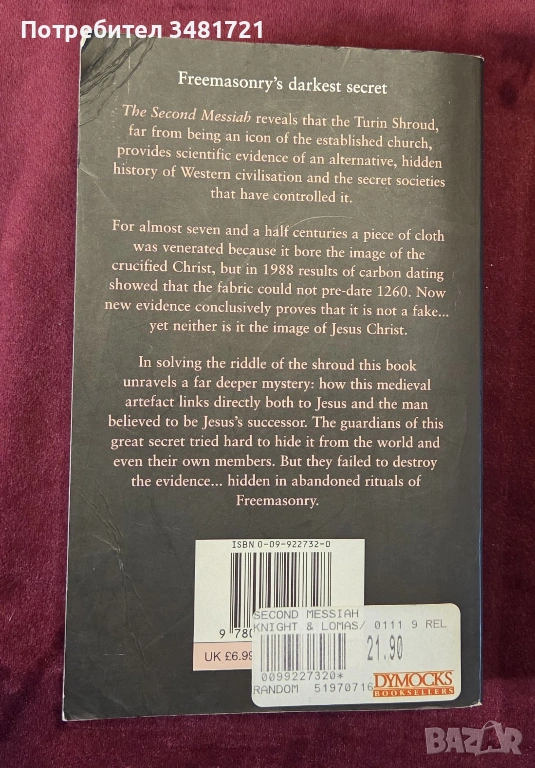 Потребител 3481721
Freemasonry's darkest secret
The Second Messiah reveals that the Turin Shroud,
far from being an icon of the established church,
provides scientific evidence of an alternative, hidden
history of Western civilisation and the secret societies
that have controlled it.
For almost seven and a half centuries a piece of cloth
was venerated because it bore the image of the
crucified Christ, but in 1988 results of carbon dating
showed that the fabric could not pre-date 1260. Now
new evidence conclusively proves that it is not a fake...
yet neither is it the image of Jesus Christ.
In solving the riddle of the shroud this book
unravels a far deeper mystery: how this medieval
artefact links directly both to Jesus and the man
believed to be Jesus's successor. The guardians of this
great secret tried hard to hide it from the world and
even their own members. But they failed to destroy
the evidence... hidden in abandoned rituals of
Freemasonry.
ISBN 0-09-922732-0
9 780
UK £6.99
SECOND MESSIAH
KNIGHT & LOMAS/ 0111 9 REL
21.90
0099227320*
RANDOM 51970716
DYMOCKS
BOOKSELLERS
BAZAR